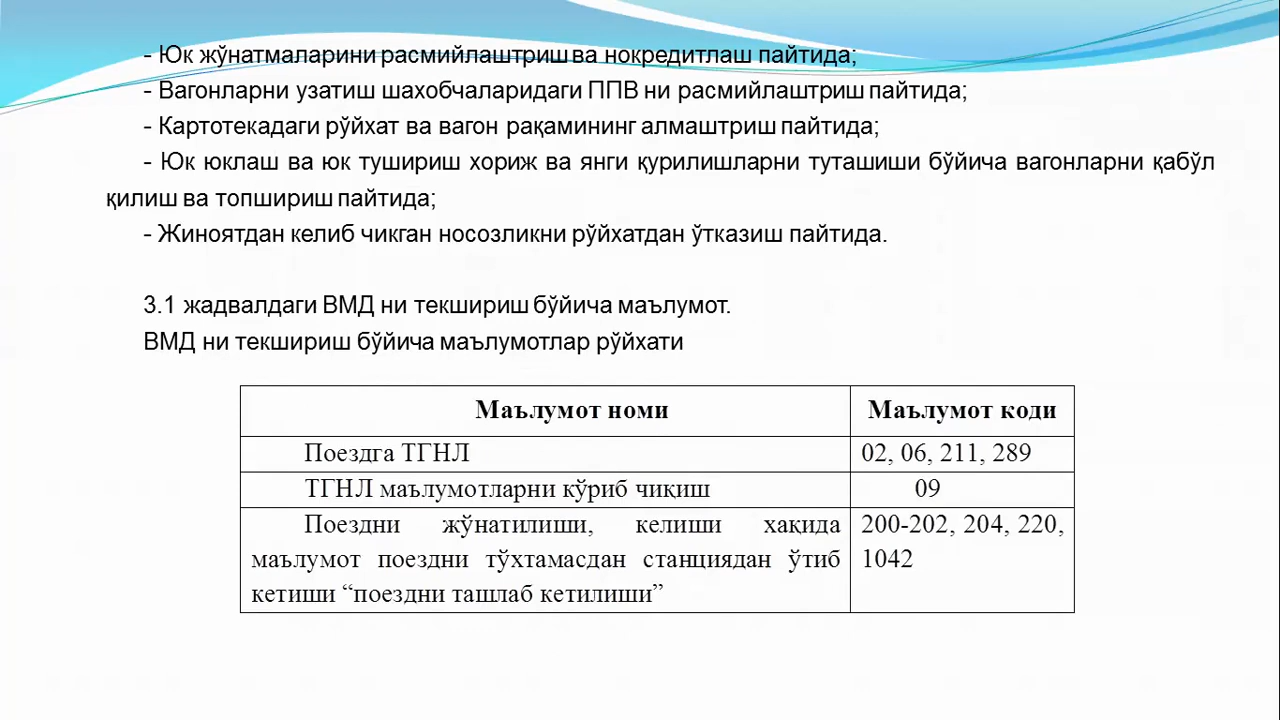 - Юк жўнатмаларини расмийлаштриш ва нокредитлаш пайтида;
- Вагонларни узатиш шахобчаларидаги ППВ ни расмийлаштриш пайтида;
- Картотекадаги рўйхат ва вагон рақамининг алмаштриш пайтида;
- Юк юклаш ва юк тушириш хориж ва янги қурилишларни туташиши бўйича вагонларни қабўл
қилиш ва топшириш пайтида;
- Жиноятдан келиб чикган носозликни рўйхатдан ўтказиш пайтида.
3.1 жадвалдаги ВМД ни текшириш бўйича маълумот.
ВМД ни текшириш бўйича маълумотлар рўйхати
Маълумот номи Маълумот коди
Поездга ТГНЛ 02, 06, 211, 289
ТГНЛ маълумотларни кўриб чиқиш 09
Поездни жўнатилиши, келиши хақида 200-202, 204, 220,
маълумот поездни тўхтамасдан станциядан ўтиб 1042
кетиши “поездни ташлаб кетилиши”